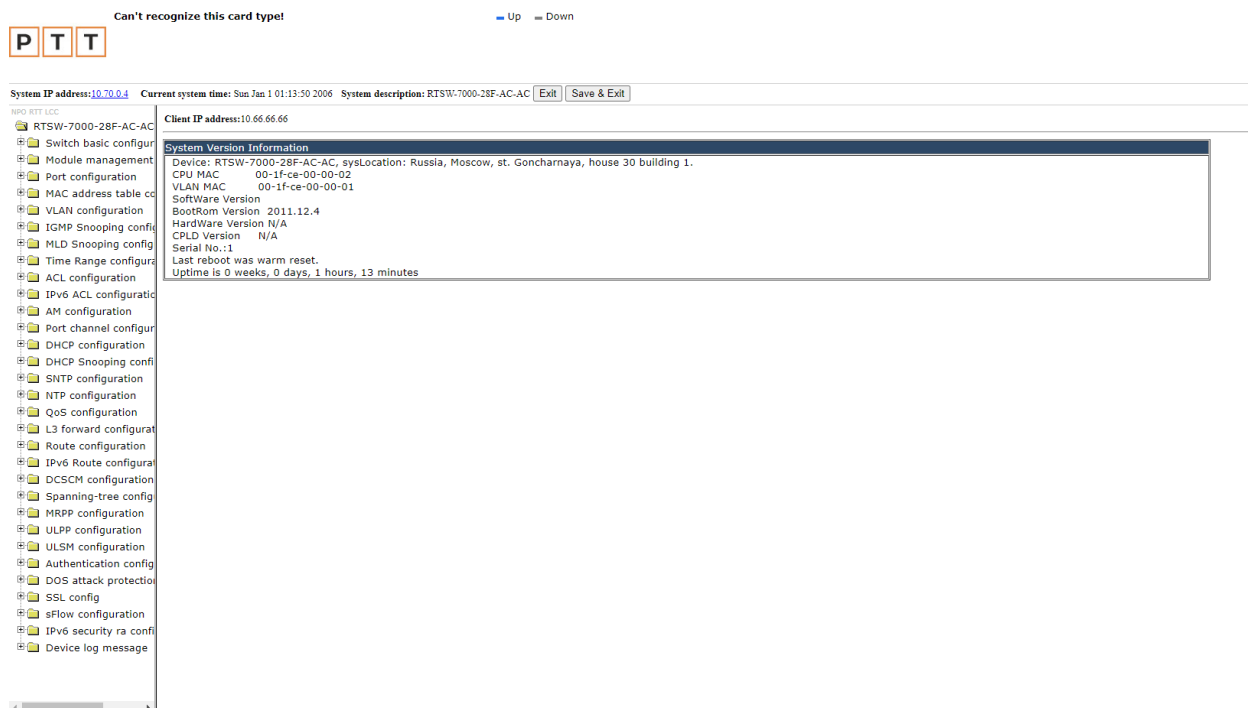 Can't recognize this card type!
Up Down
РТТ
System IP address:10.70.0.4 Current system time: Sun Jan 1 01:13:50 2006 System description: RTSW-7000-28F-AC-AC Exit Save & Exit
NPO RTT LCC
RTSW-7000-28F-AC-AC
Switch basic configur
Module management
Port configuration
MAC address table co
VLAN configuration
IGMP Snooping config
MLD Snooping config
Time Range configura
ACL configuration
IPv6 ACL configuratic
AM configuration
Port channel configur
DHCP configuration
DHCP Snooping confi
SNTP configuration
NTP configuration
QoS configuration
L3 forward configurat
Route configuration
IPv6 Route configurat
DCSCM configuration
Spanning-tree config
MRPP configuration
ULPP configuration
ULSM configuration
Authentication config
DOS attack protection
SSL config
sFlow configuration
IPv6 security ra confi
Device log message
Client IP address:10.66.66.66
System Version Information
Device: RTSW-7000-28F-AC-AC, sysLocation: Russia, Moscow, st. Goncharnaya, house 30 building 1.
CPU MAC 00-1f-ce-00-00-02
VLAN MAC 00-1f-ce-00-00-01
SoftWare Version
BootRom Version 2011.12.4
HardWare Version N/A
CPLD Version N/A
Serial No.:1
Last reboot was warm reset.
Uptime is 0 weeks, 0 days, 1 hours, 13 minutes